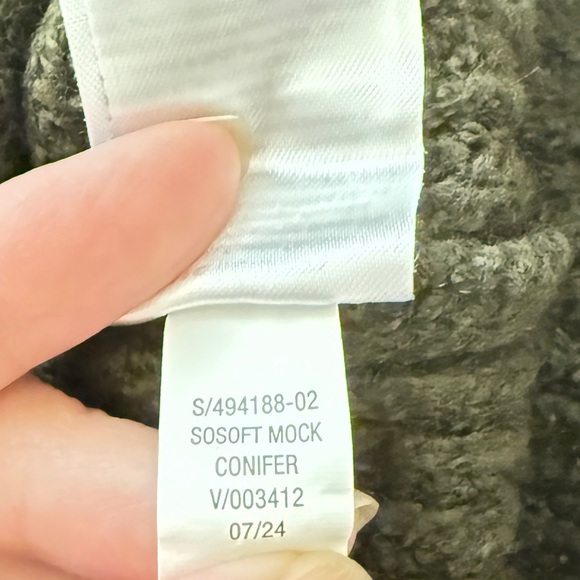 S/494188-02
SOSOFT MOCK
CONIFER
V/003412
07/24